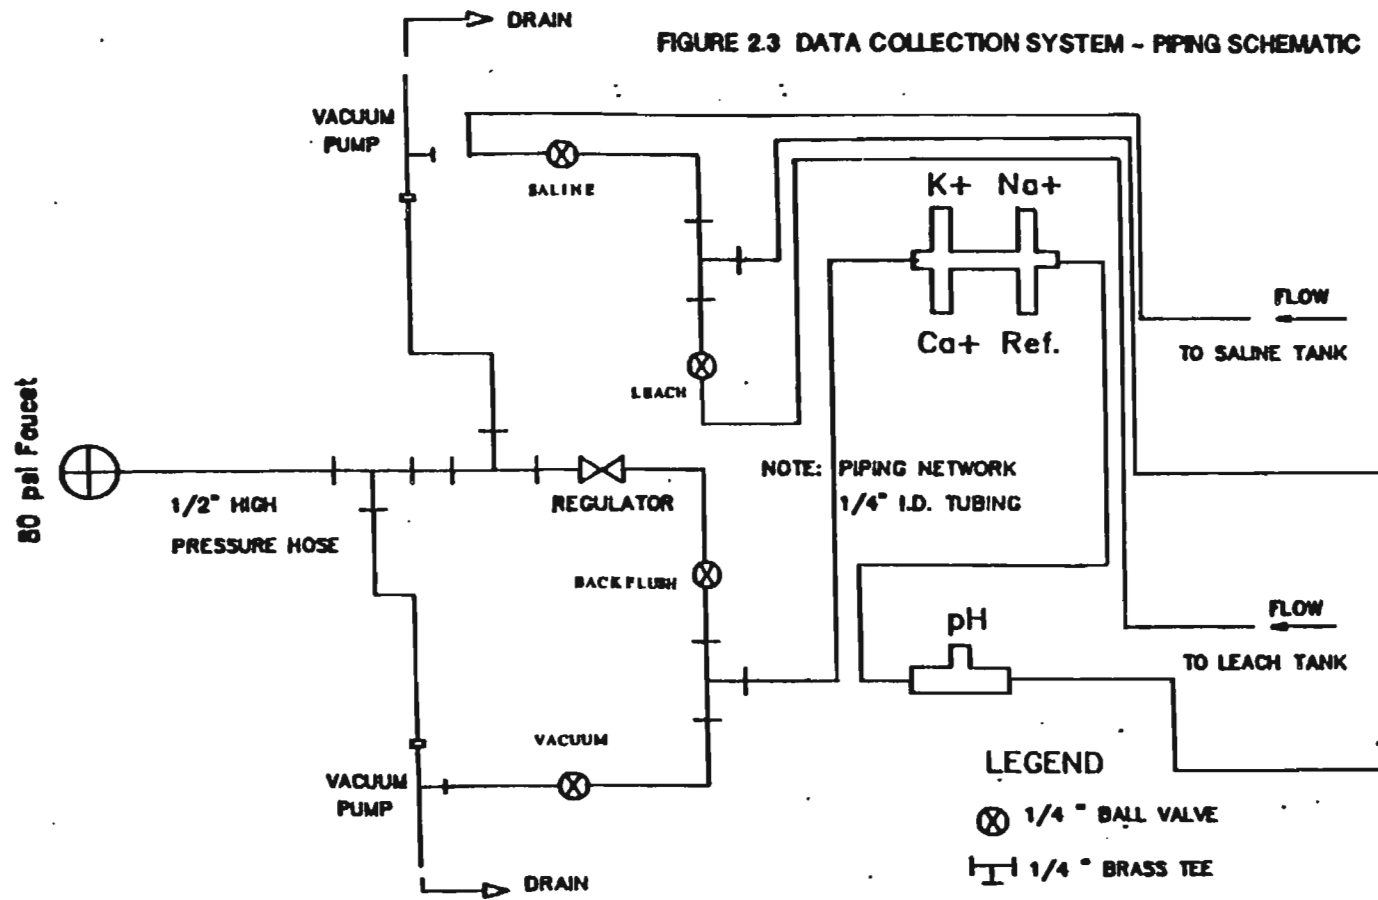 DRAIN
FIGURE 2.3 DATA COLLECTION SYSTEM - PIPING SCHEMATIC
VACUUM
PUMP
SALINE
K+ Na+
Ca+ Ref.
FLOW
TO SALINE TANK
LEACH
80 psi Faucet
1/2" HIGH
PRESSURE HOSE
REGULATOR
NOTE: PIPING NETWORK
1/4" I.D. TUBING
BACKFLUSH
pH
FLOW
TO LEACH TANK
VACUUM
VACUUM
PUMP
LEGEND
1/4 " BALL VALVE
1/4 " BRASS TEE
DRAIN